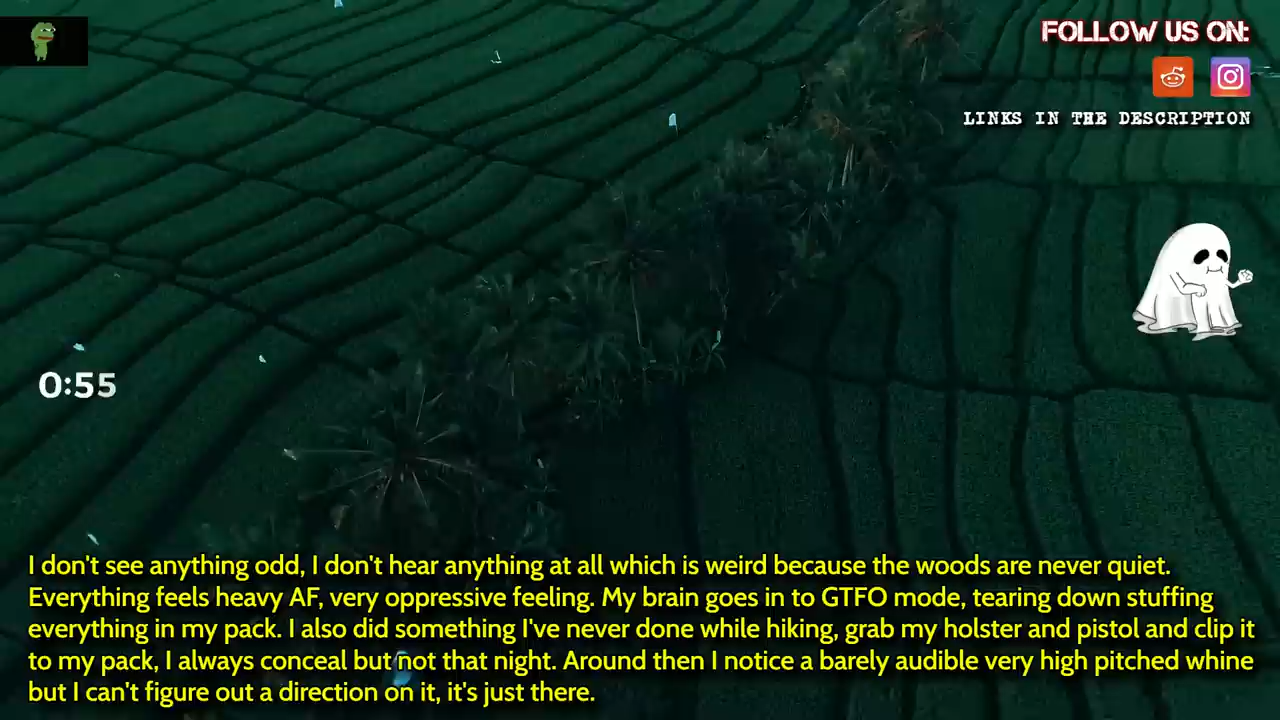 FOLLOW US ON:
LINKS IN THE DESCRIPTION
0:55
I don't see anything odd, I don't hear anything at all which is weird because the woods are never quiet.
Everything feels heavy AF, very oppressive feeling. My brain goes in to GTFO mode, tearing down stuffing
everything in my pack. I also did something I've never done while hiking, grab my holster and pistol and clip it
to my pack, I always conceal but not that night. Around then I notice a barely audible very high pitched whine
but I can't figure out a direction on it, it's just there.